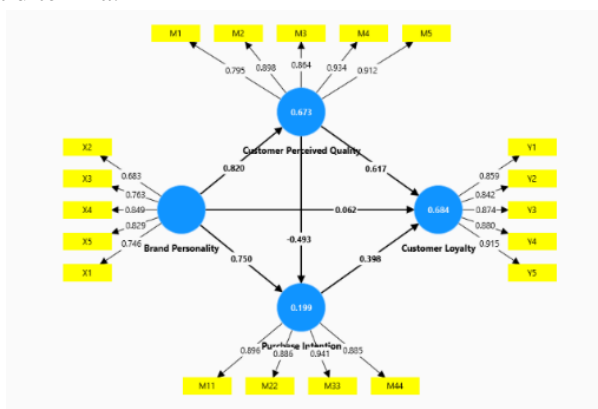 M1 M2 M3 M4 M5
0.795 0.898 0.864 0.934 0.912
0.673
Customer Perceived Quality
X2
X3
X4
X5
X1
0.683
0.763
0.849
0.829
0.746
Brand Personality
0.820
0.617
0.062
-0.493
0.750
0.398
0.684
Customer Loyalty
Y1
Y2
Y3
Y4
Y5
0.859
0.842
0.874
0.880
0.915
0.199
Purchase Intention
0.896 0.886 0.941 0.885
M11 M22 M33 M44